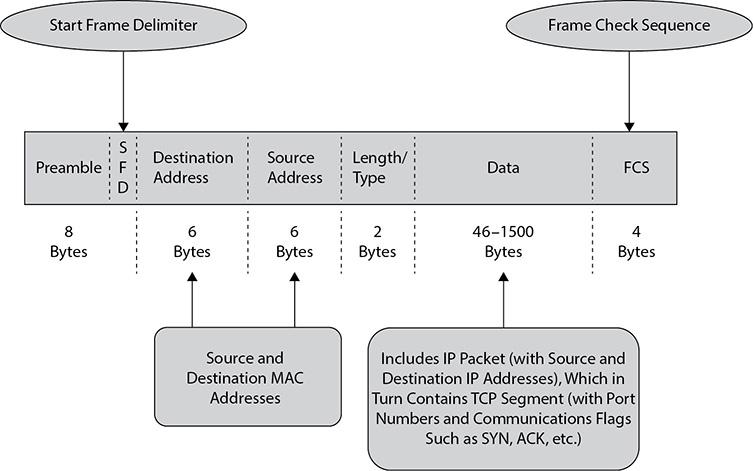 Start Frame Delimiter
Frame Check Sequence
Preamble
S
F
D
Destination
Address
Source
Address
Length/
Type
Data
FCS
8
Bytes
6
Bytes
6
Bytes
2
Bytes
46–1500
Bytes
4
Bytes
Source and
Destination MAC
Addresses
Includes IP Packet (with Source and
Destination IP Addresses), Which in
Turn Contains TCP Segment (with Port
Numbers and Communications Flags
Such as SYN, ACK, etc.)